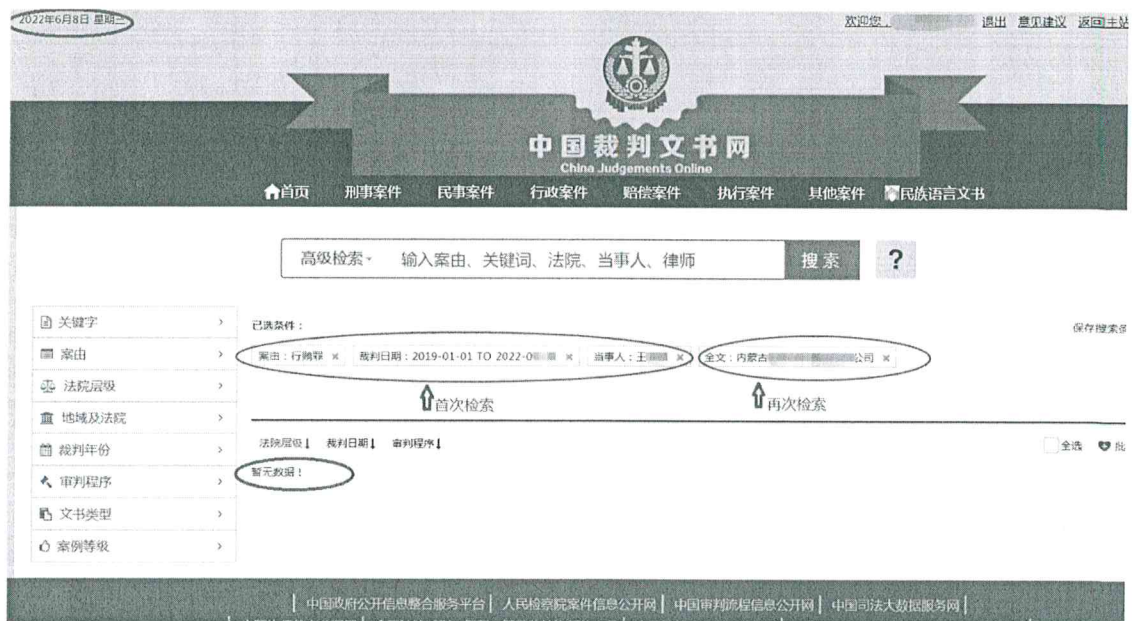 2022年6月8日 星期三
欢迎您， 退出 意见建议 返回主站
中国裁判文书网
China Judgements Online
首页 刑事案件 民事案件 行政案件 赔偿案件 执行案件 其他案件 民族语言文书
高级检索 输入案由、关键词、法院、当事人、律师 搜索 ?
关键字
案由
法院层级
地域及法院
裁判年份
审判程序
文书类型
案例等级
已选条件：
保存搜索
案由：行贿罪 × 裁判日期：2019-01-01 TO 2022-0 × 当事人：王 × 全文：内蒙古 公司 ×
首次检索 再次检索
法院层级 裁判日期 审判程序
全选 批
暂无数据！
中国政府公开信息整合服务平台 | 人民检察院案件信息公开网 | 中国审判流程信息公开网 | 中国司法大数据服务网 |